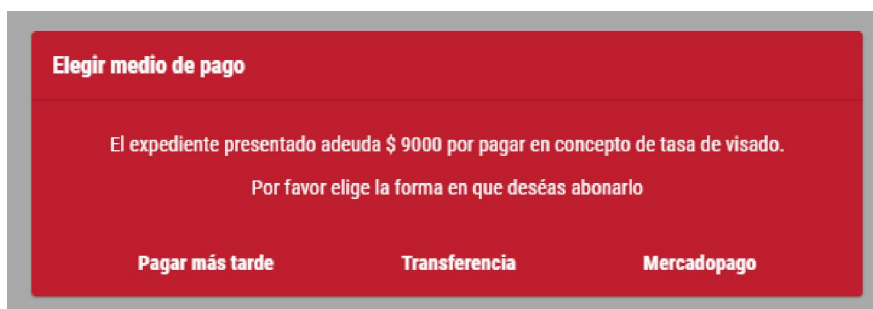 Elegir medio de pago
El expediente presentado adeuda $ 9000 por pagar en concepto de tasa de visado.
Por favor elige la forma en que deséas abonarlo
Pagar más tarde Transferencia Mercadopago